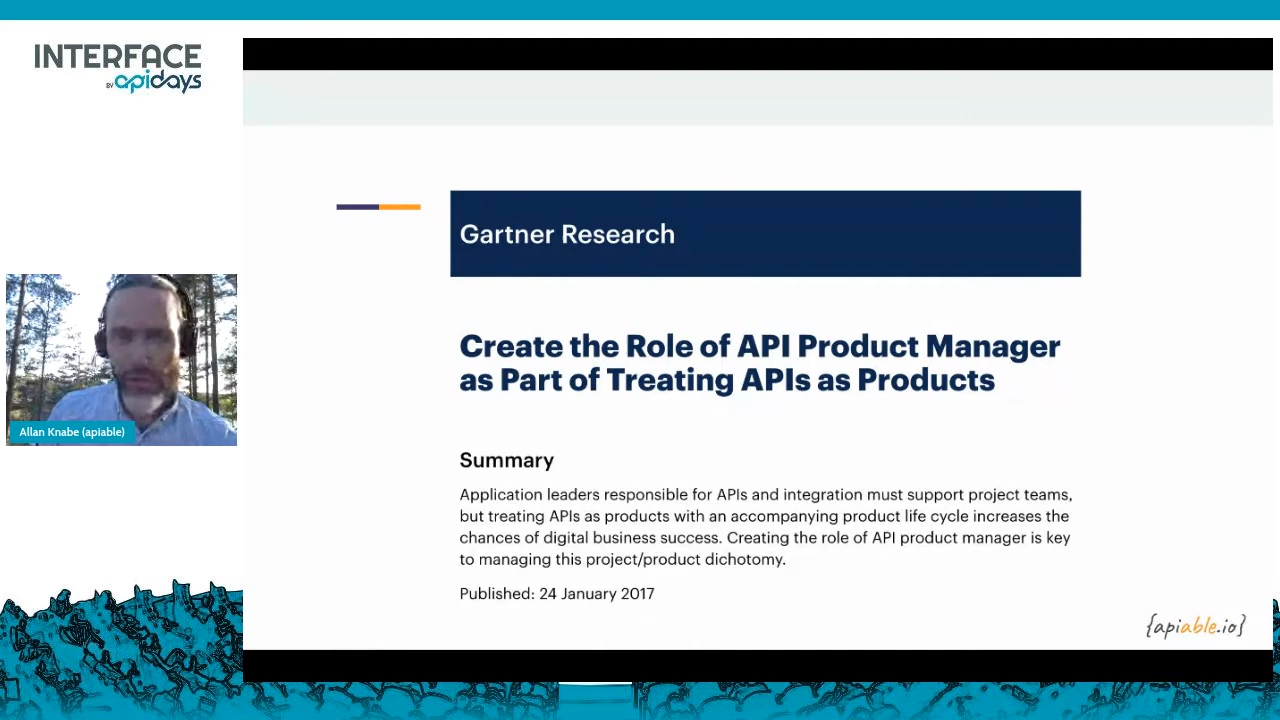 INTERFACE
BY apidays
Gartner Research
Create the Role of API Product Manager
as Part of Treating APIs as Products
Summary
Application leaders responsible for APIs and integration must support project teams,
but treating APIs as products with an accompanying product life cycle increases the
chances of digital business success. Creating the role of API product manager is key
to managing this project/product dichotomy.
Published: 24 January 2017
Allan Knabe (apiable)
{apiable.io}